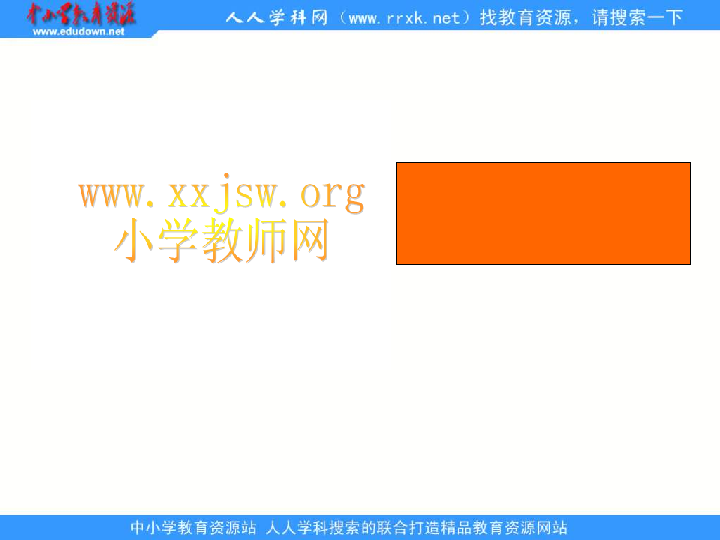 中小学教育资源
www.edudown.net
人人学科网（www.rrxk.net）找教育资源，请搜索一下
www.xxjsw.org
小学教师网
中小学教育资源站 人人学科搜索的联合打造精品教育资源网站